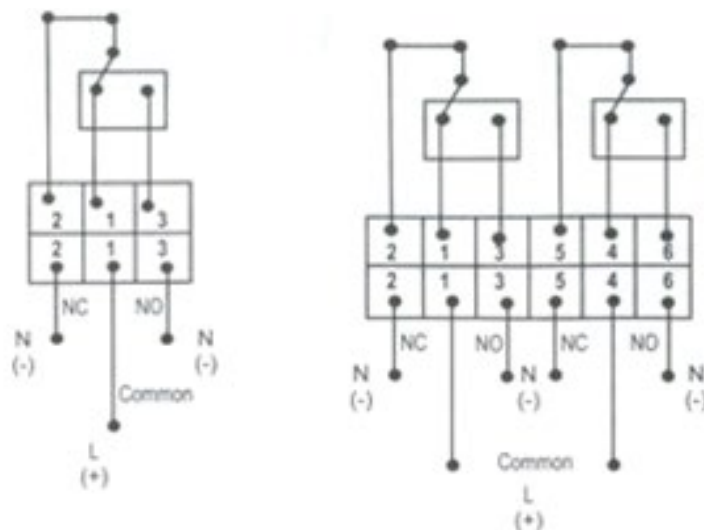 2 1 3
2 1 3
NC NO
N (-) N (-)
Common
L
(+)
2 1 3 5 4 6
2 1 3 5 4 6
NC NO NC NO
N (-) N (-) N (-)
Common
L
(+)